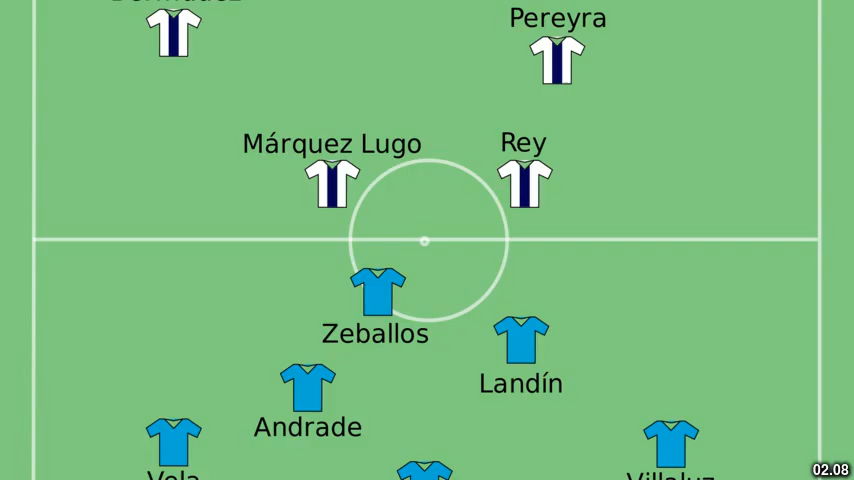 Pereyra
Márquez Lugo
Rey
Zeballos
Landín
Andrade
02.08